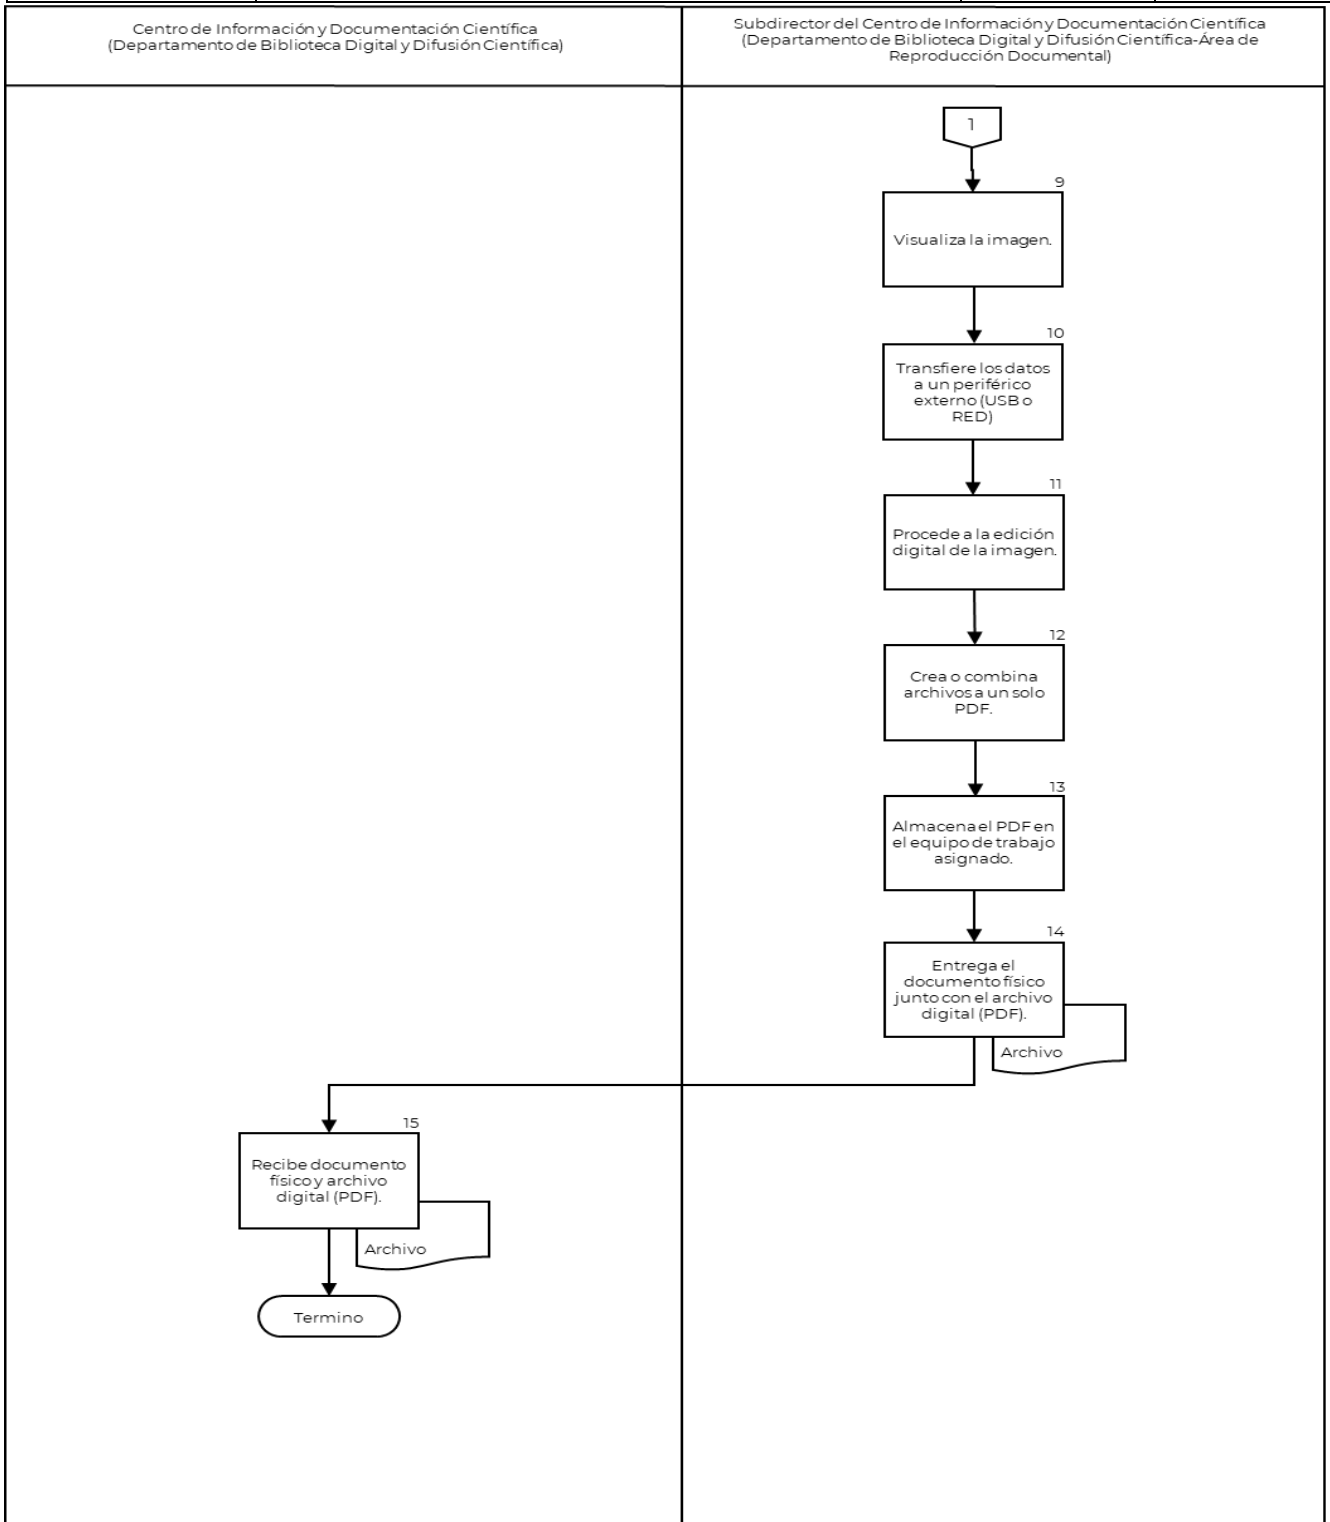 Centro de Información y Documentación Científica
(Departamento de Biblioteca Digital y Difusión Científica)
Subdirector del Centro de Información y Documentación Científica
(Departamento de Biblioteca Digital y Difusión Científica-Área de
Reproducción Documental)
1
9
Visualiza la imagen.
10
Transfiere los datos
a un periférico
externo (USB o
RED)
11
Procede a la edición
digital de la imagen.
12
Crea o combina
archivos a un solo
PDF.
13
Almacena el PDF en
el equipo de trabajo
asignado.
14
Entrega el
documento físico
junto con el archivo
digital (PDF).
Archivo
15
Recibe documento
físico y archivo
digital (PDF).
Archivo
Termino